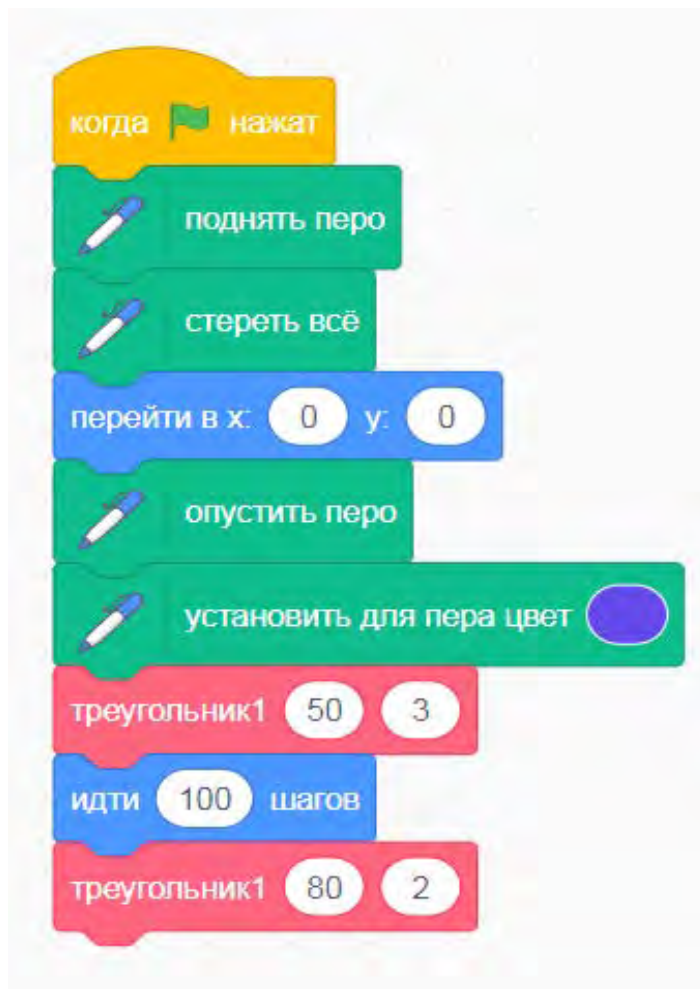 когда нажат
поднять перо
стереть всё
перейти в x: 0 y: 0
опустить перо
установить для пера цвет
треугольник1 50 3
идти 100 шагов
треугольник1 80 2